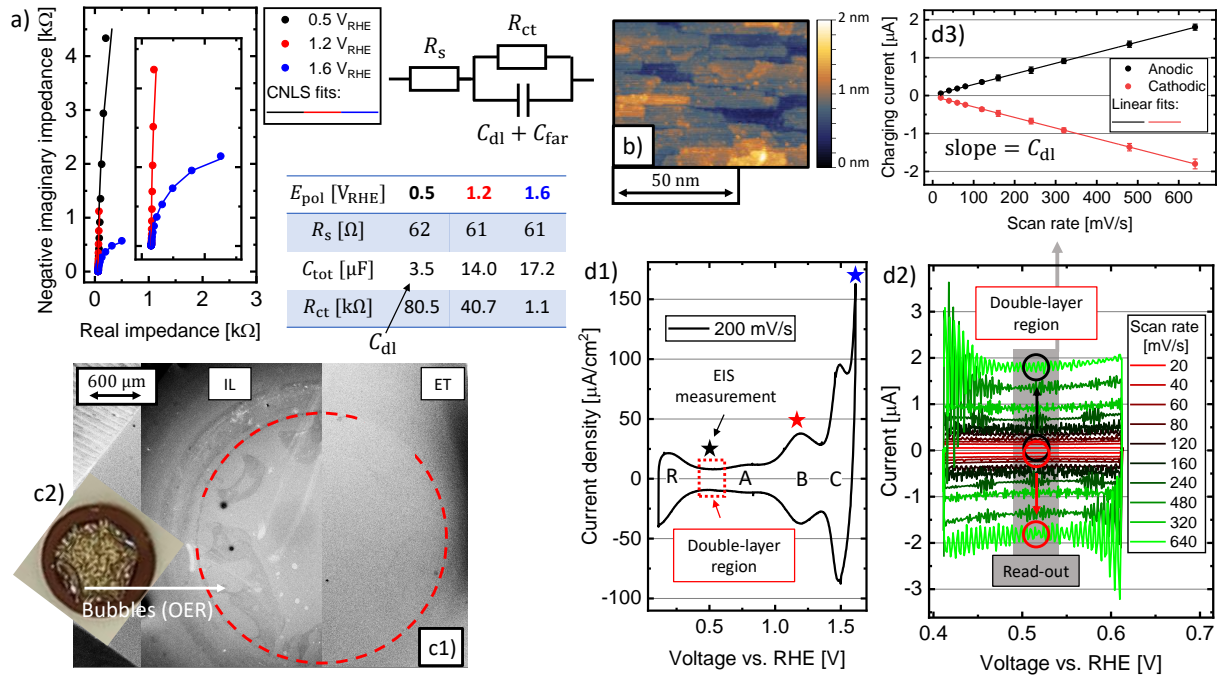 a)
Negative imaginary impedance [kΩ]
4
3
2
1
0
0 1 2 3
Real impedance [kΩ]
0.5 V_RHE
1.2 V_RHE
1.6 V_RHE
CNLS fits:
R_s
R_ct
C_dl + C_far
E_pol [V_RHE] 0.5 1.2 1.6
R_s [Ω] 62 61 61
C_tot [μF] 3.5 14.0 17.2
R_ct [kΩ] 80.5 40.7 1.1
C_dl
b)
50 nm
2 nm
0 nm
d3)
Charging current [μA]
2
1
0
-1
-2
0 100 200 300 400 500 600
Scan rate [mV/s]
Anodic
Cathodic
Linear fits:
slope = C_dl
600 μm
IL
ET
c2)
Bubbles (OER)
c1)
d1)
Current density [μA/cm²]
150
100
50
0
-50
-100
0.5 1.0 1.5
Voltage vs. RHE [V]
200 mV/s
EIS
measurement
R
A
B
C
Double-layer
region
d2)
Current [μA]
3
2
1
0
-1
-2
-3
0.4 0.5 0.6 0.7
Voltage vs. RHE [V]
Double-layer
region
Read-out
Scan rate
[mV/s]
20
40
60
80
120
160
240
480
320
640